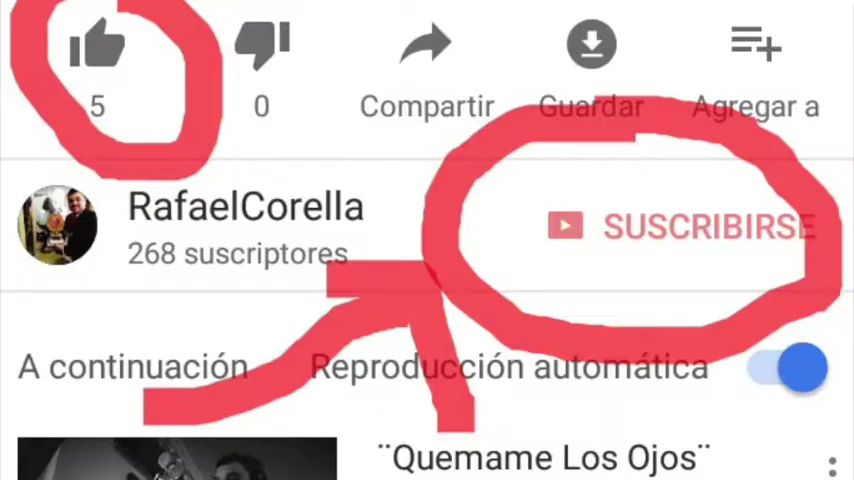 5
0
Compartir
Guardar
Agregar a
RafaelCorella
SUSCRIBIRSE
268 suscriptores
A continuación
Reproducción automática
¨Quemame Los Ojos¨